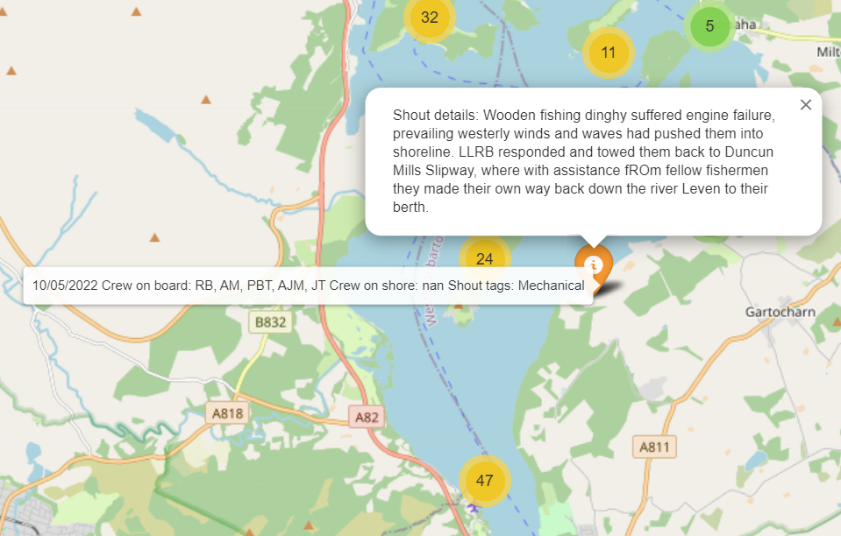 32
5
aha
11
Milt
×
Shout details: Wooden fishing dinghy suffered engine failure,
prevailing westerly winds and waves had pushed them into
shoreline. LLRB responded and towed them back to Duncun
Mills Slipway, where with assistance fROm fellow fishermen
they made their own way back down the river Leven to their
berth.
24
i
10/05/2022 Crew on board: RB, AM, PBT, AJM, JT Crew on shore: nan Shout tags: Mechanical
Gartocharn
B832
A818
A82
A811
47